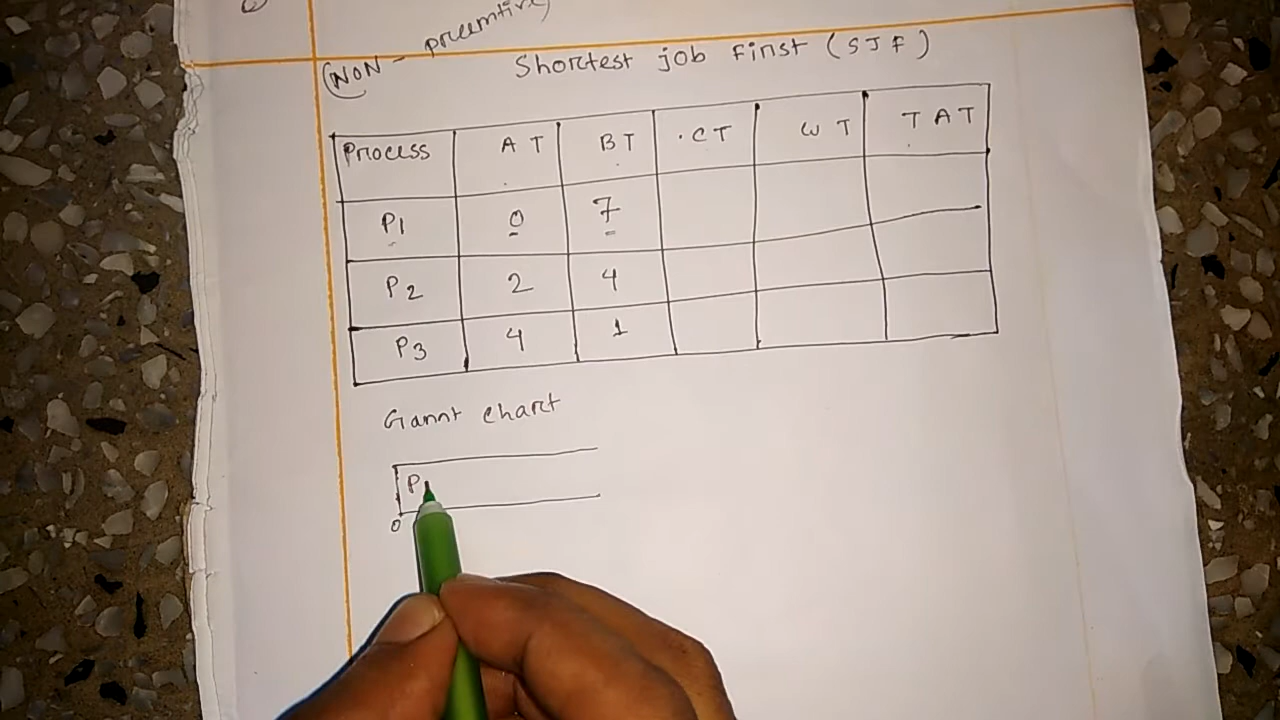 (NON - preemtive)
Shortest job First (SJF)
Process AT BT .CT WT TAT
P1 0 7
P2 2 4
P3 4 1
Gannt chart
P
0